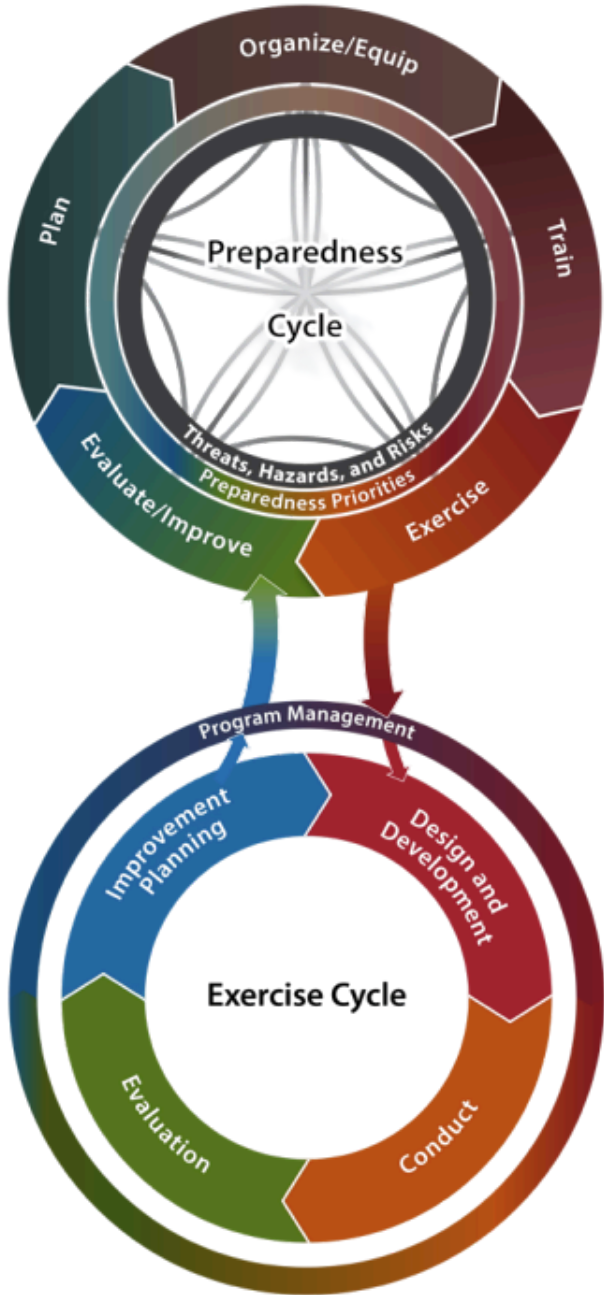 Organize/Equip
Plan
Train
Preparedness
Cycle
Threats, Hazards, and Risks
Preparedness Priorities
Evaluate/Improve
Exercise
Program Management
Improvement
Planning
Design and
Development
Exercise Cycle
Evaluation
Conduct